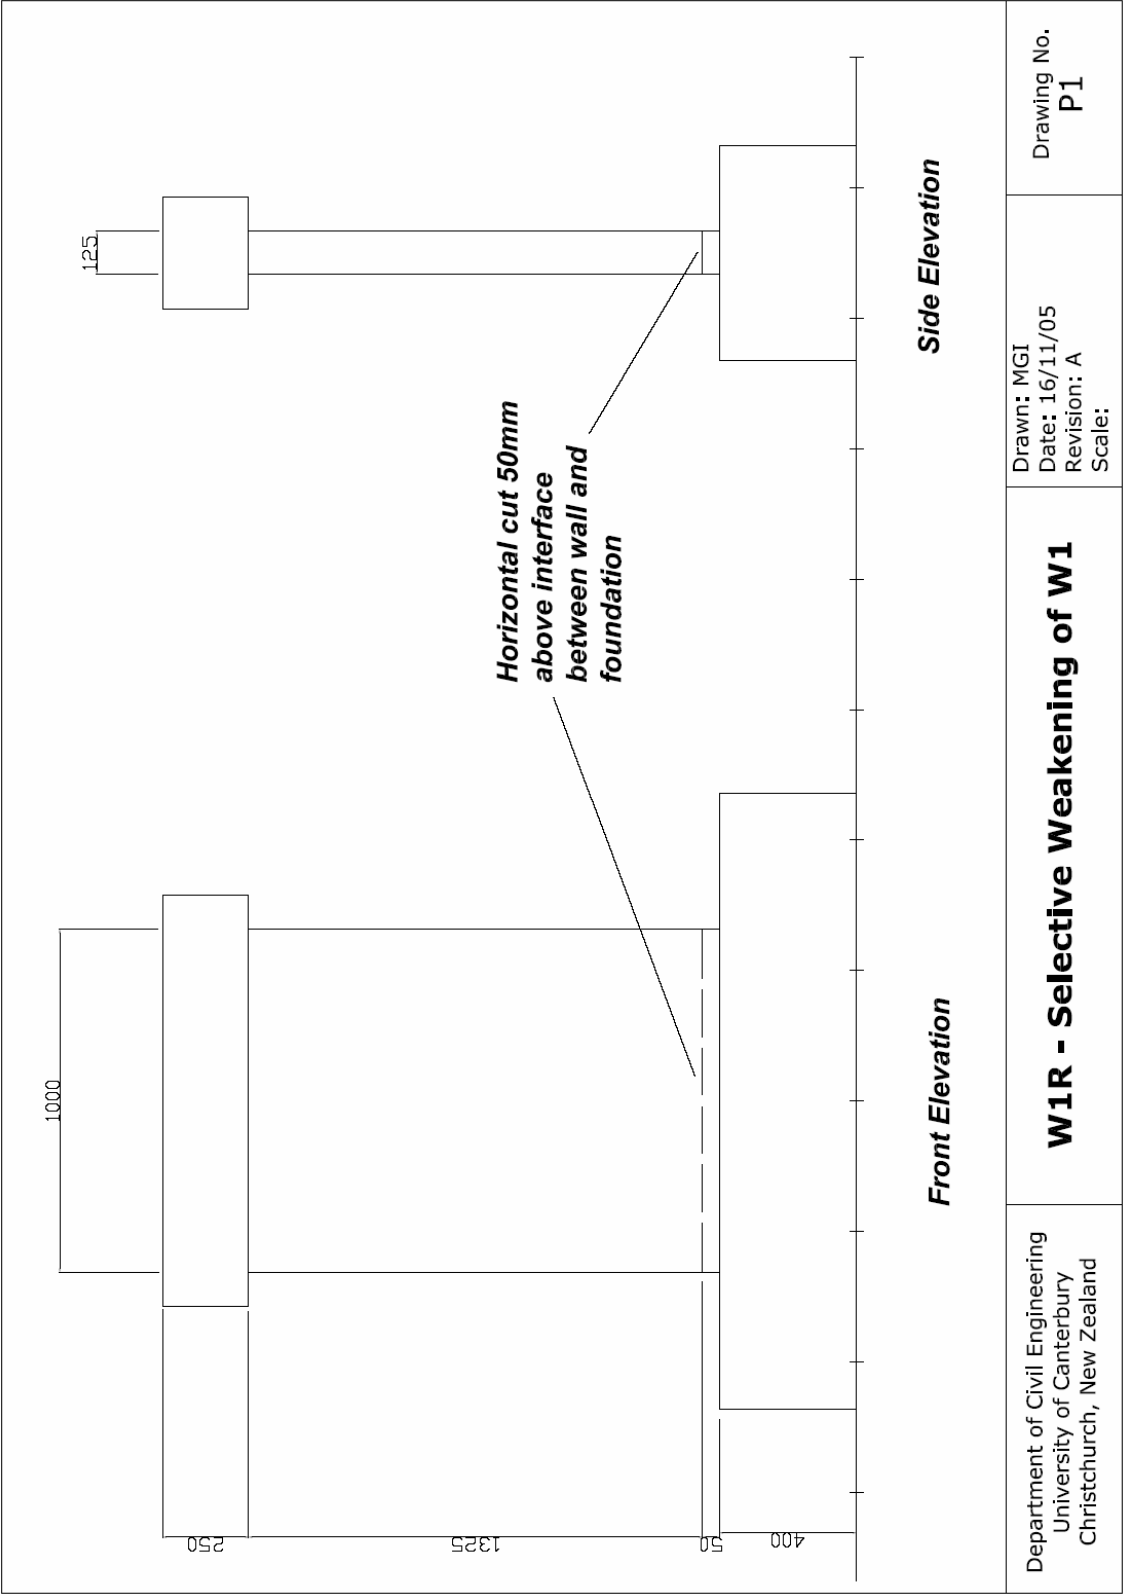 1000
125
250
1325
50
400
Horizontal cut 50mm
above interface
between wall and
foundation
Front Elevation
Side Elevation
Department of Civil Engineering
University of Canterbury
Christchurch, New Zealand
W1R - Selective Weakening of W1
Drawn: MGI
Date: 16/11/05
Revision: A
Scale:
Drawing No.
P1